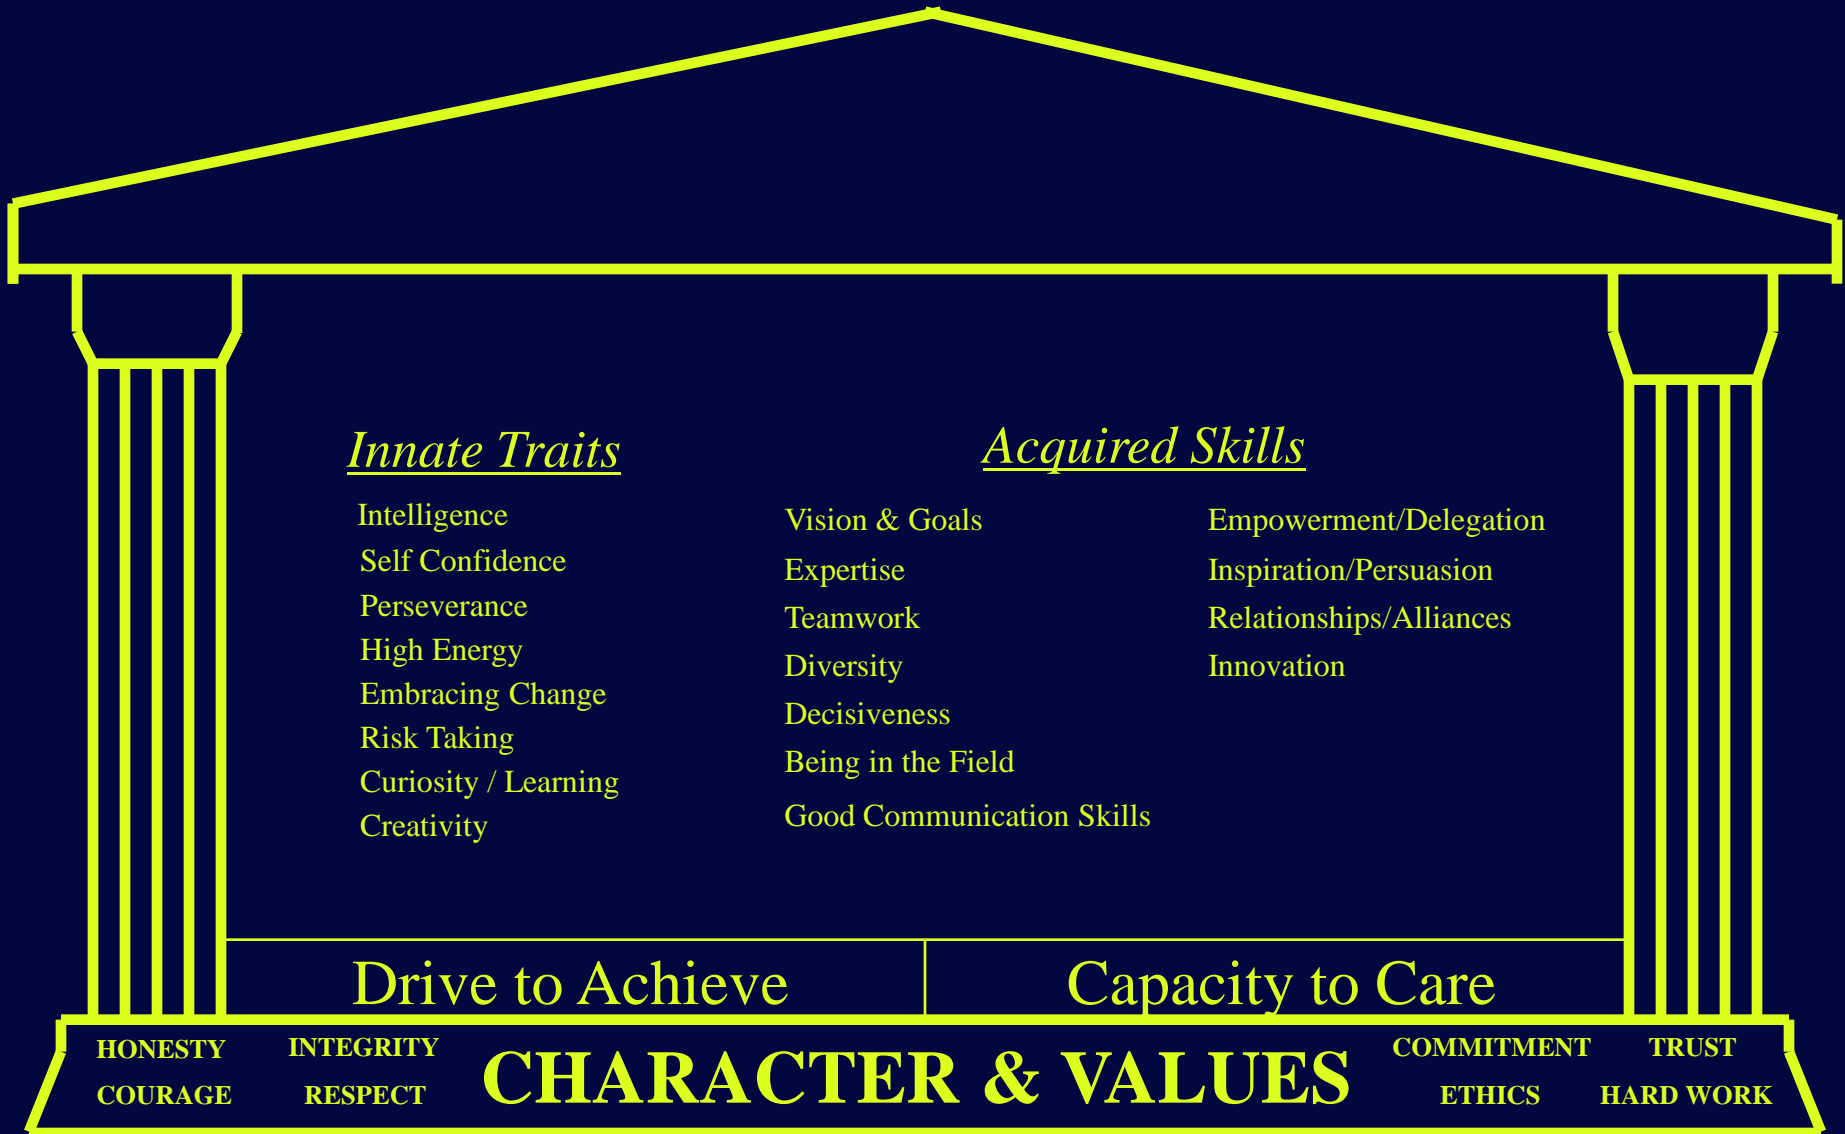 Innate Traits
Intelligence
Self Confidence
Perseverance
High Energy
Embracing Change
Risk Taking
Curiosity / Learning
Creativity
Acquired Skills
Vision & Goals
Expertise
Teamwork
Diversity
Decisiveness
Being in the Field
Good Communication Skills
Empowerment/Delegation
Inspiration/Persuasion
Relationships/Alliances
Innovation
Drive to Achieve
Capacity to Care
HONESTY
INTEGRITY
COURAGE
RESPECT
CHARACTER & VALUES
COMMITMENT
TRUST
ETHICS
HARD WORK